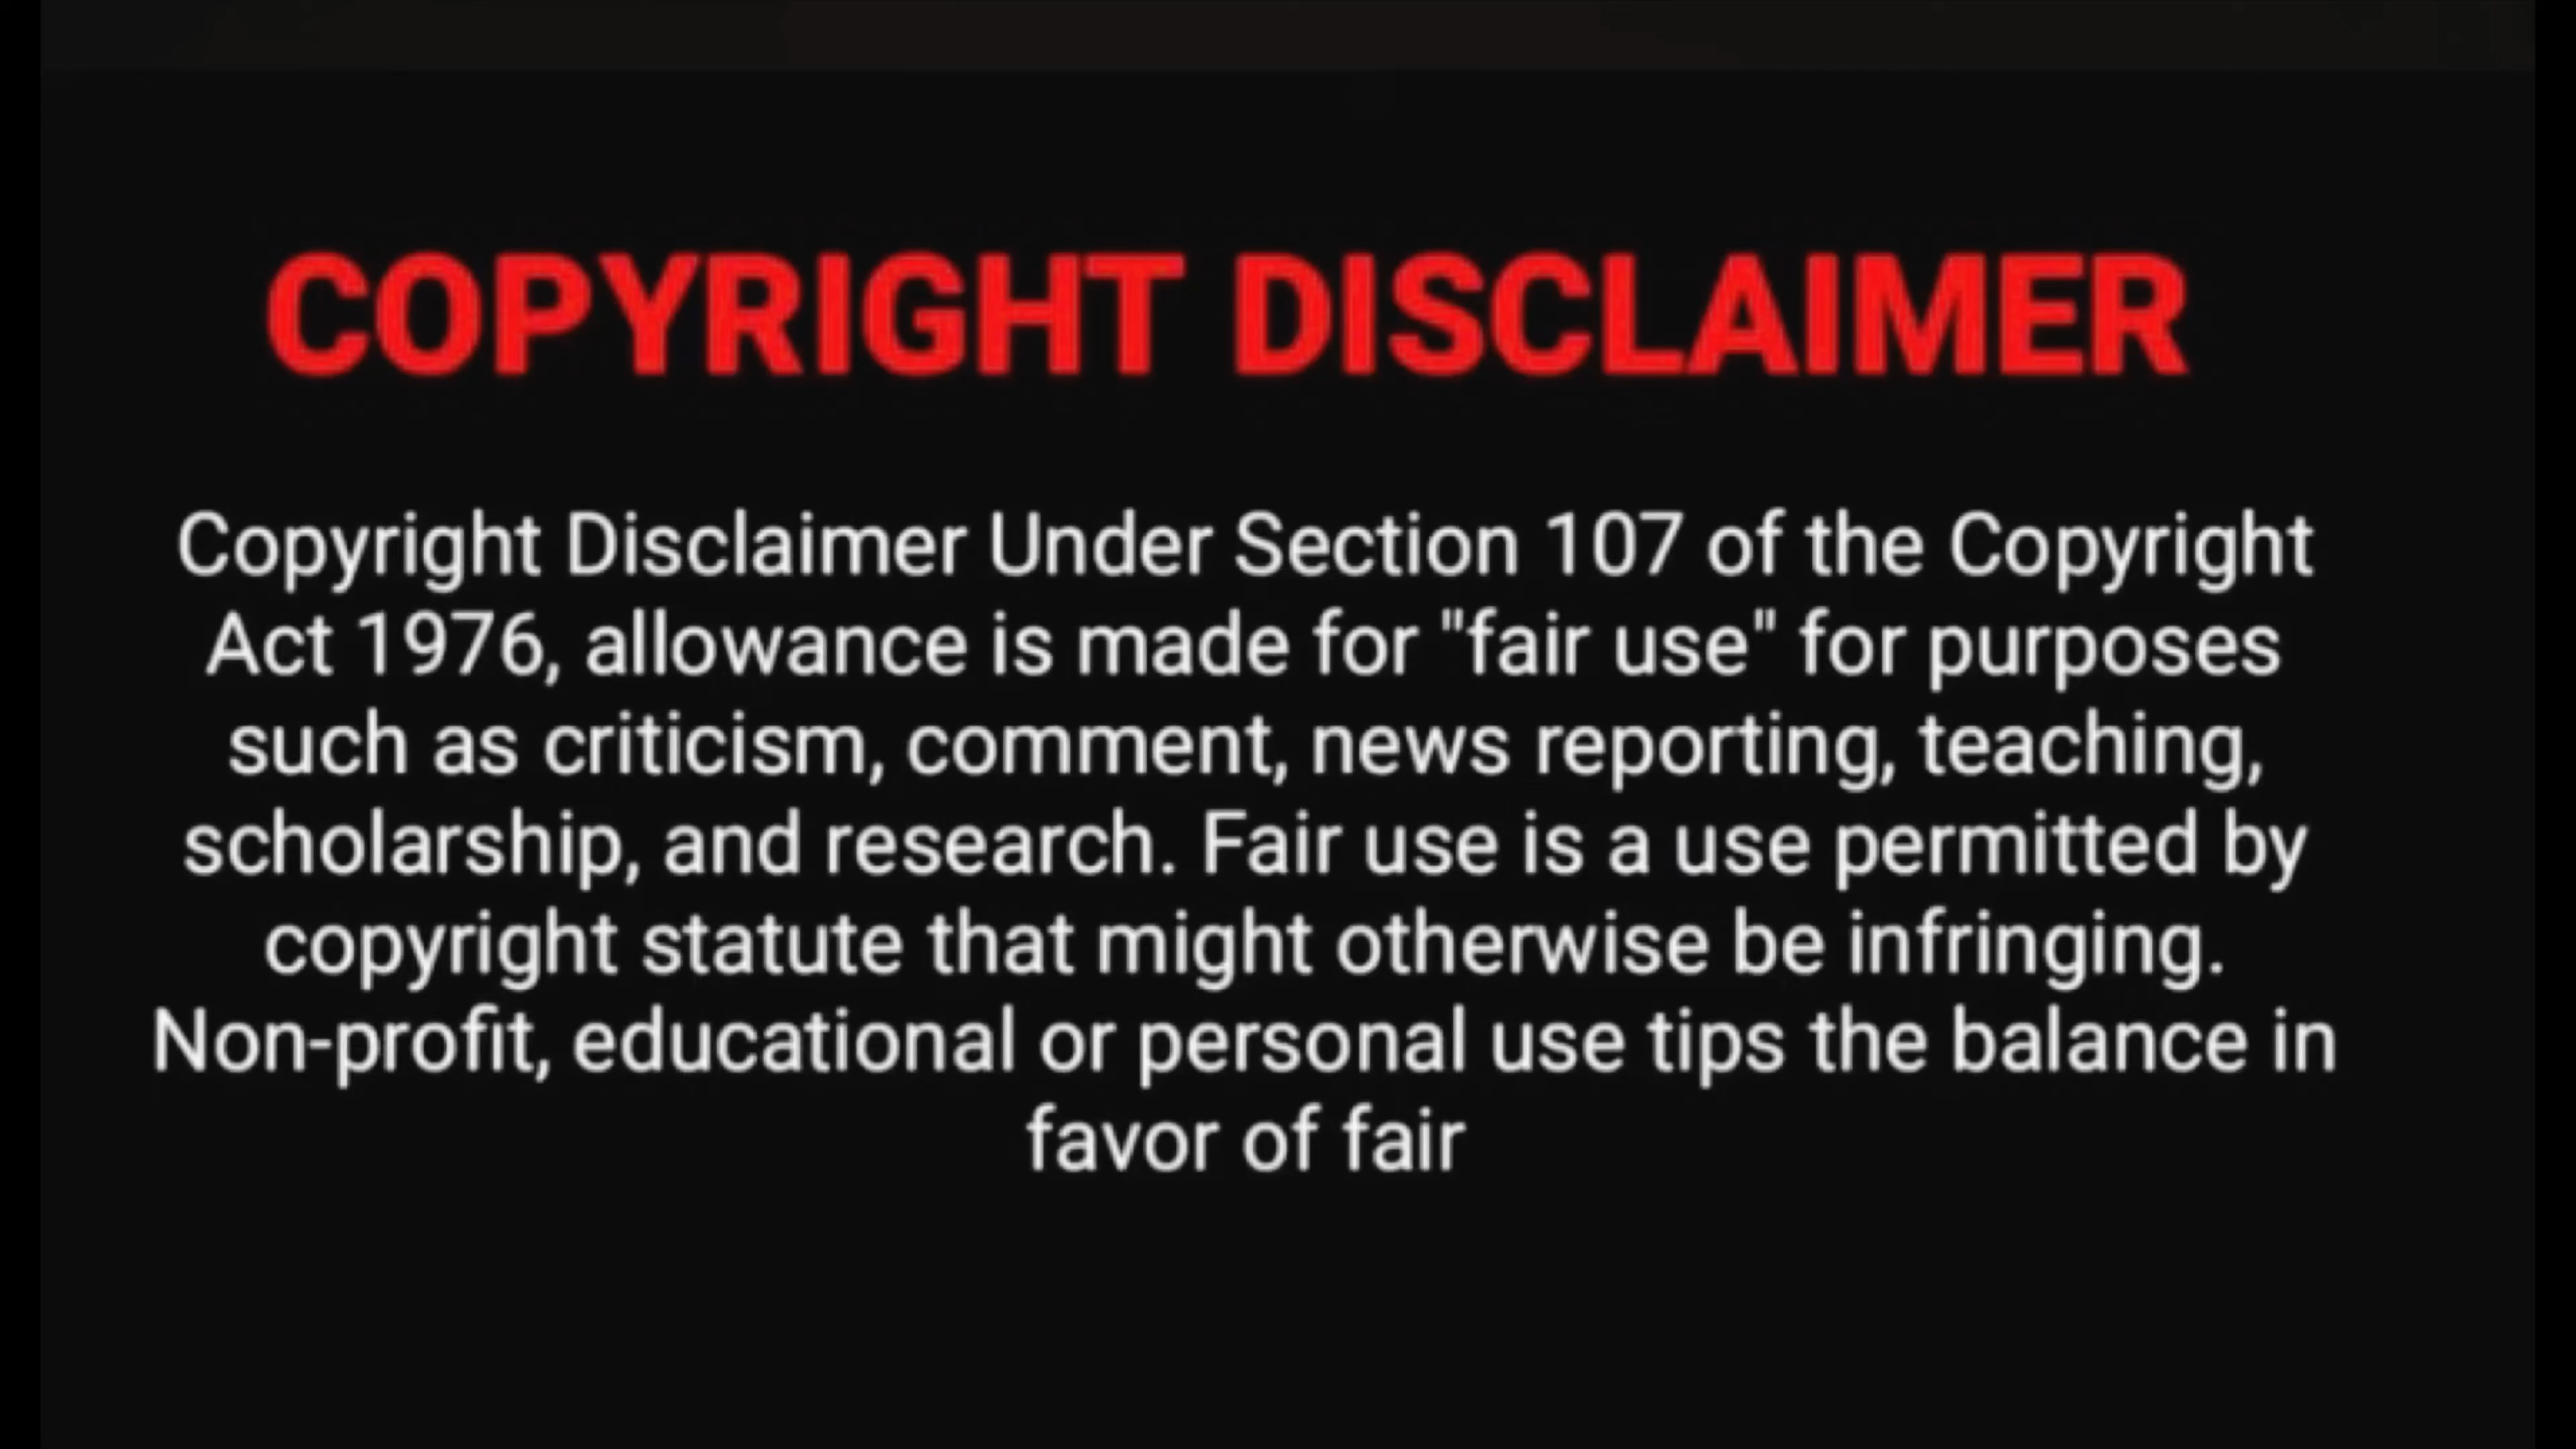 COPYRIGHT DISCLAIMER
Copyright Disclaimer Under Section 107 of the Copyright
Act 1976, allowance is made for "fair use" for purposes
such as criticism, comment, news reporting, teaching,
scholarship, and research. Fair use is a use permitted by
copyright statute that might otherwise be infringing.
Non-profit, educational or personal use tips the balance in
favor of fair